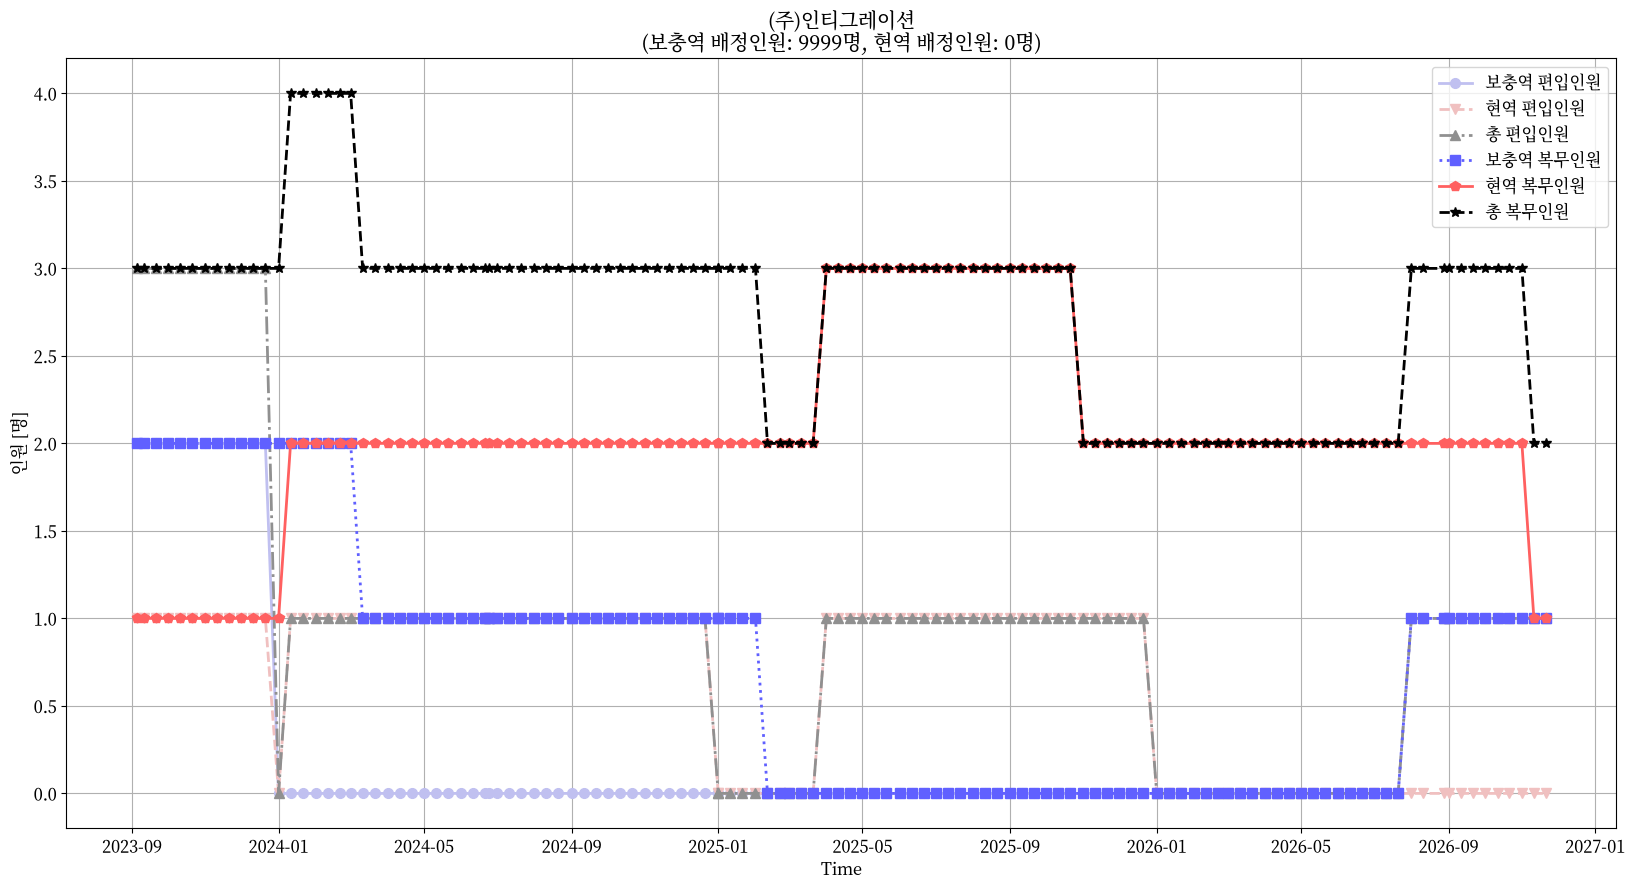 (주)인티그레이션
(보충역 배정인원: 9999명, 현역 배정인원: 0명)
보충역 편입인원
현역 편입인원
총 편입인원
보충역 복무인원
현역 복무인원
총 복무인원
4.0
3.5
3.0
2.5
2.0
1.5
1.0
0.5
0.0
인원 [명]
2023-09 2024-01 2024-05 2024-09 2025-01 2025-05 2025-09 2026-01 2026-05 2026-09 2027-01
Time